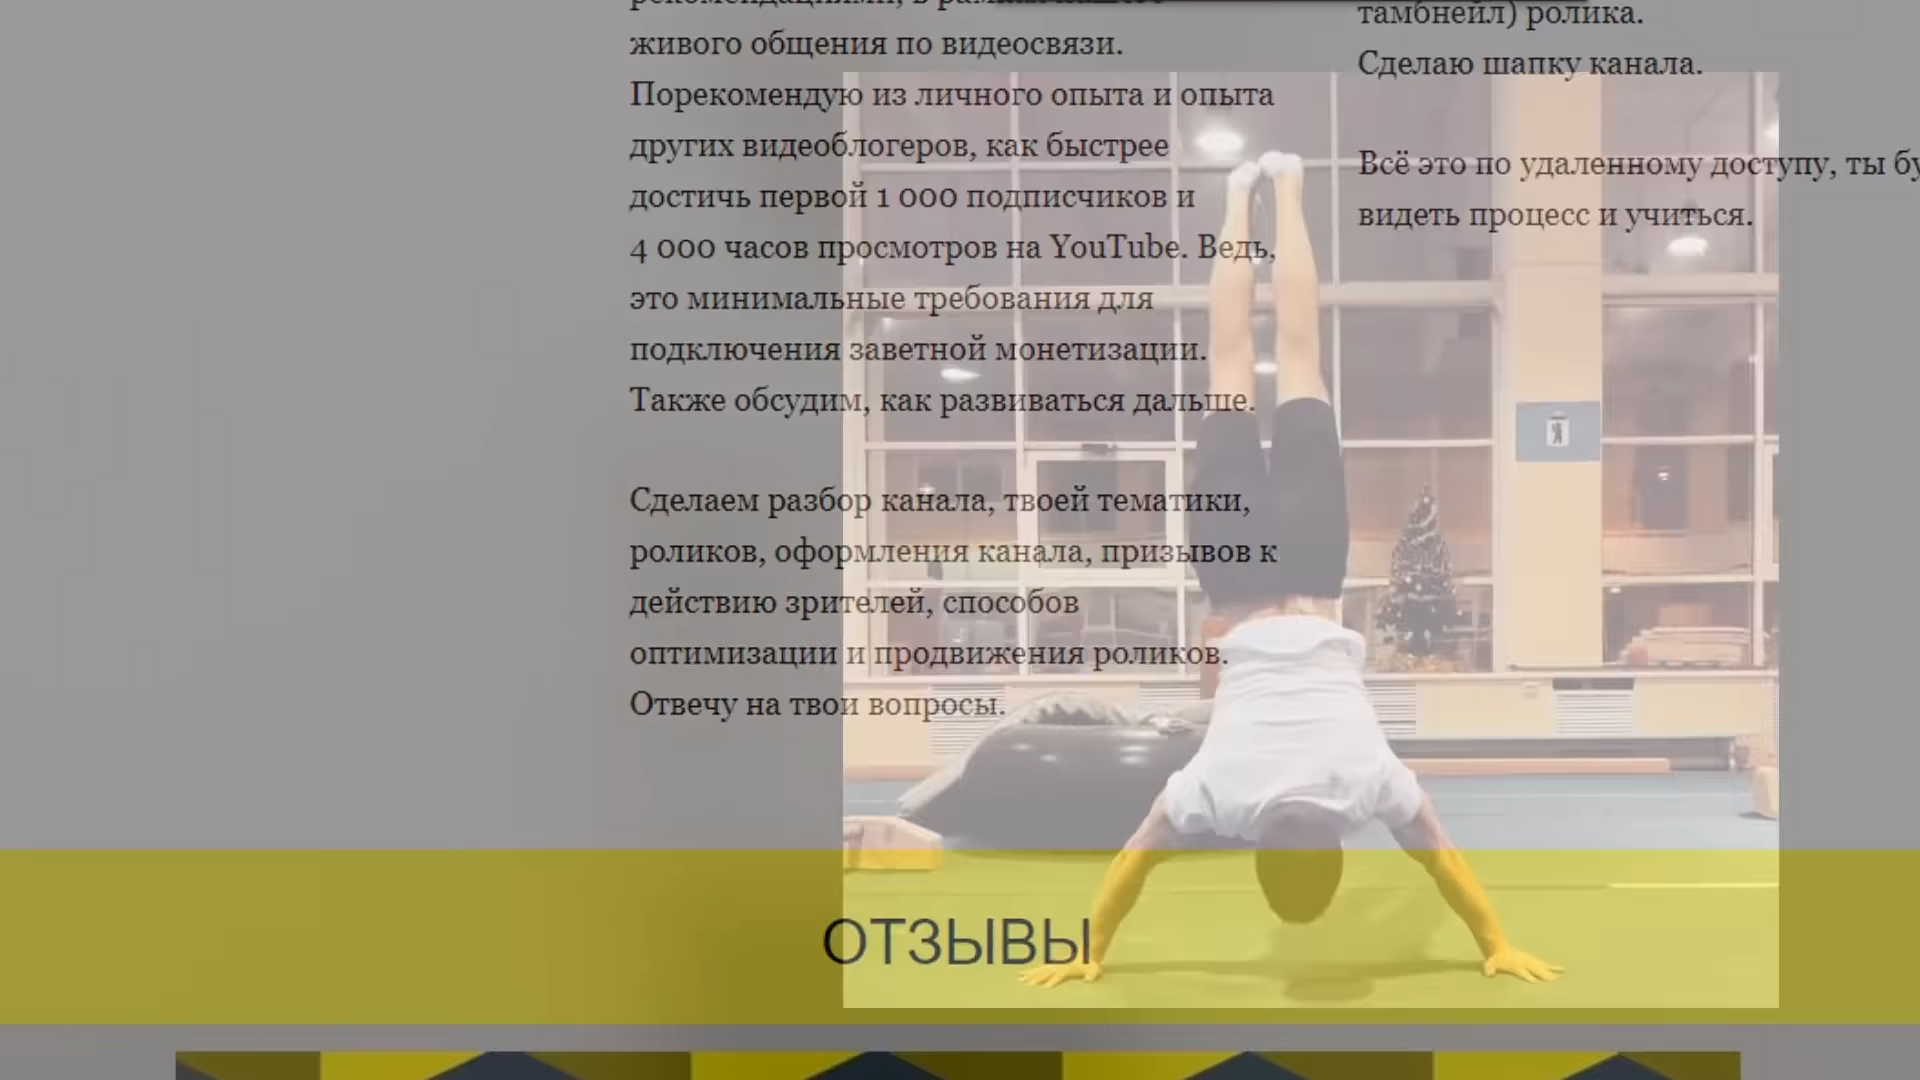 живого общения по видеосвязи.
Порекомендую из личного опыта и опыта
других видеоблогеров, как быстрее
достичь первой 1 000 подписчиков и
4 000 часов просмотров на YouTube. Ведь,
это минимальные требования для
подключения заветной монетизации.
Также обсудим, как развиваться дальше.
Сделаем разбор канала, твоей тематики,
роликов, оформления канала, призывов к
действию зрителей, способов
оптимизации и продвижения роликов.
Отвечу на твои вопросы.
тамбнейл) ролика.
Сделаю шапку канала.
Всё это по удаленному доступу, ты
видеть процесс и учиться.
ОТЗЫВЫ